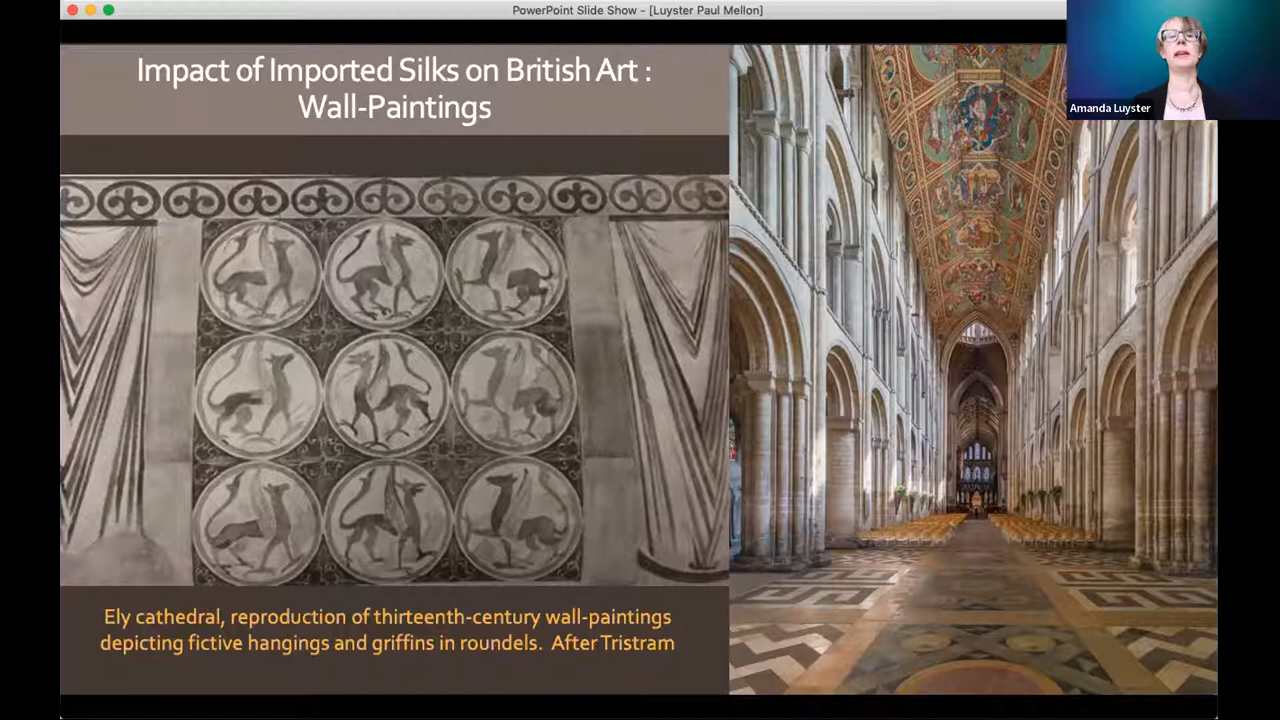 PowerPoint Slide Show - [Luyster Paul Mellon]
Amanda Luyster
Impact of Imported Silks on British Art :
Wall-Paintings
Ely cathedral, reproduction of thirteenth-century wall-paintings
depicting fictive hangings and griffins in roundels. After Tristram